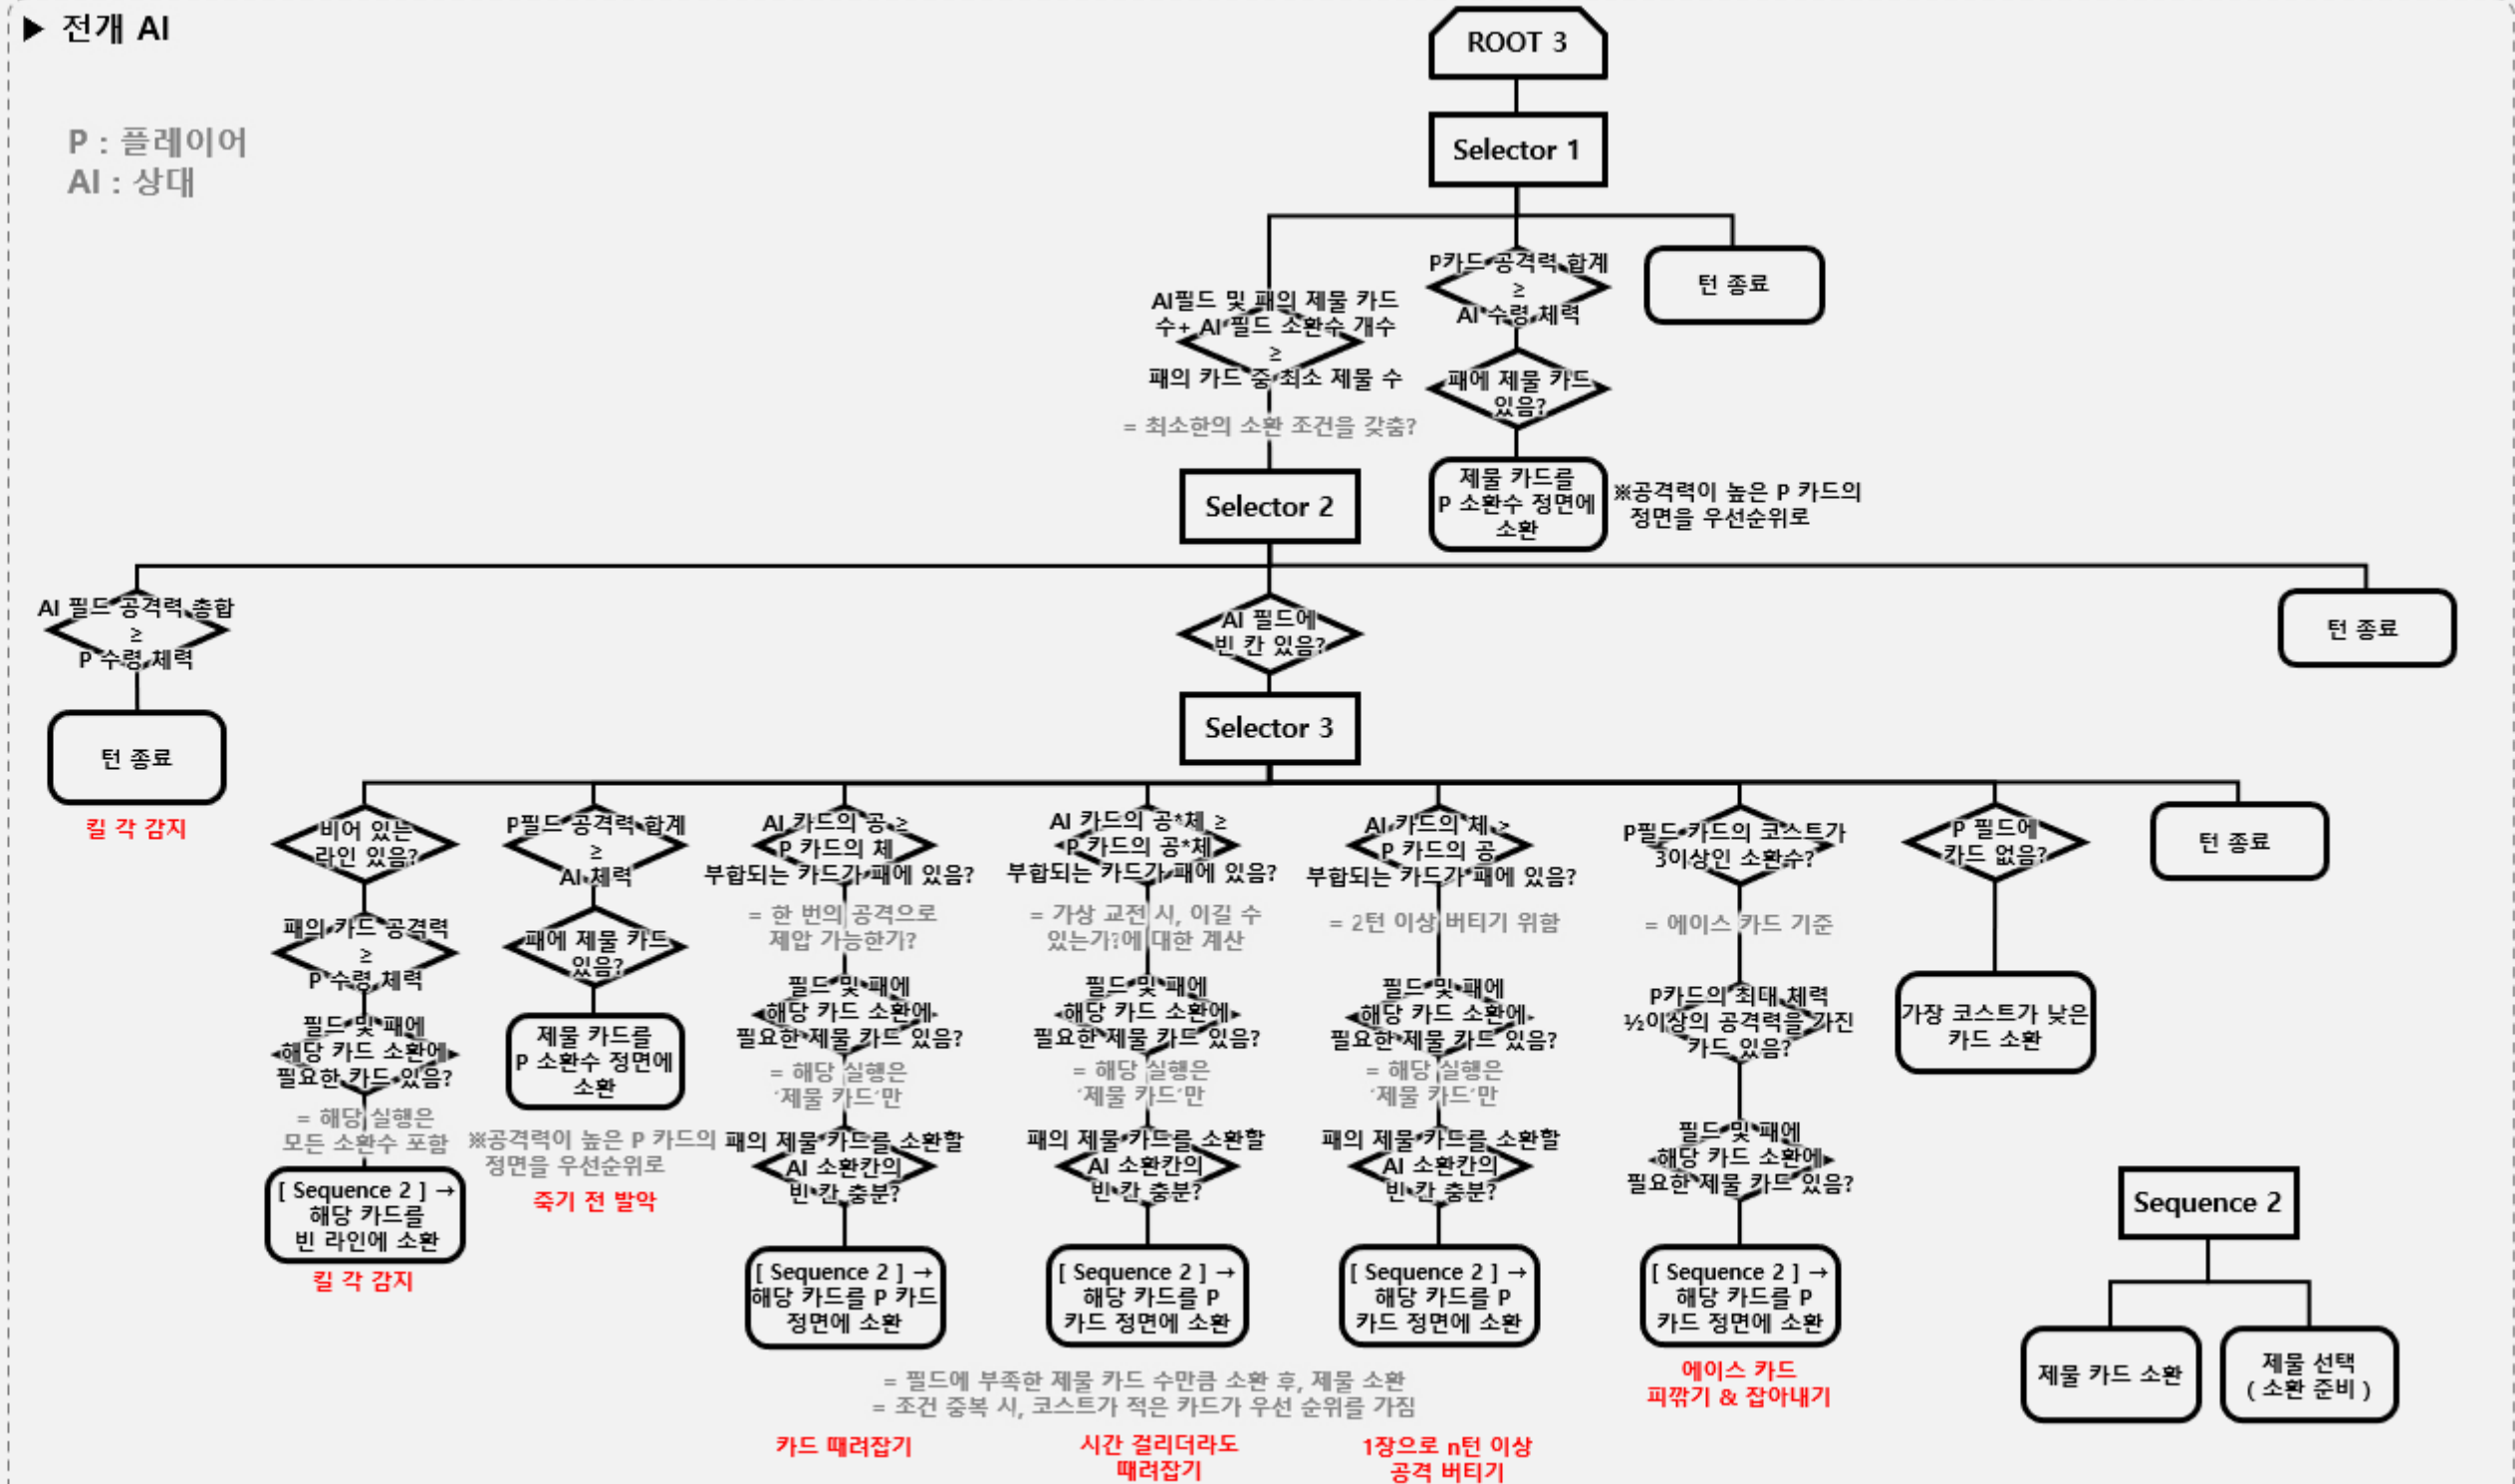 ▶ 전개 AI
P : 플레이어
AI : 상대
ROOT 3
Selector 1
AI필드 및 패의 제물 카드
수+ AI 필드 소환수 개수
≥
패의 카드 중 최소 제물 수
= 최소한의 소환 조건을 갖춤?
P카드 공격력 합계
≥
AI 수령 체력
패에 제물 카드
있음?
제물 카드를
P 소환수 정면에
소환
※공격력이 높은 P 카드의
정면을 우선순위로
턴 종료
Selector 2
AI 필드 공격력 총합
≥
P 수령 체력
턴 종료
킬 각 감지
AI 필드에
빈 칸 있음?
턴 종료
Selector 3
비어 있는
라인 있음?
패의 카드 공격력
≥
P 수령 체력
필드 및 패에
해당 카드 소환에
필요한 카드 있음?
= 해당 실행은
모든 소환수 포함
[ Sequence 2 ] →
해당 카드를
빈 라인에 소환
킬 각 감지
P필드 공격력 합계
≥
AI 체력
패에 제물 카드
있음?
제물 카드를
P 소환수 정면에
소환
※공격력이 높은 P 카드의
정면을 우선순위로
죽기 전 발악
AI 카드의 공 ≥
P 카드의 체
부합되는 카드가 패에 있음?
= 한 번의 공격으로
제압 가능한가?
필드 및 패에
해당 카드 소환에
필요한 제물 카드 있음?
= 해당 실행은
'제물 카드'만
패의 제물 카드를 소환할
AI 소환칸의
빈 칸 충분?
[ Sequence 2 ] →
해당 카드를 P 카드
정면에 소환
AI 카드의 공*체 ≥
P 카드의 공*체
부합되는 카드가 패에 있음?
= 가상 교전 시, 이길 수
있는가?에 대한 계산
필드 및 패에
해당 카드 소환에
필요한 제물 카드 있음?
= 해당 실행은
'제물 카드'만
패의 제물 카드를 소환할
AI 소환칸의
빈 칸 충분?
[ Sequence 2 ] →
해당 카드를 P
카드 정면에 소환
AI 카드의 체 ≥
P 카드의 공
부합되는 카드가 패에 있음?
= 2턴 이상 버티기 위함
필드 및 패에
해당 카드 소환에
필요한 제물 카드 있음?
= 해당 실행은
'제물 카드'만
패의 제물 카드를 소환할
AI 소환칸의
빈 칸 충분?
[ Sequence 2 ] →
해당 카드를 P
카드 정면에 소환
P필드 카드의 코스트가
3이상인 소환수?
= 에이스 카드 기준
P카드의 최대 체력
½이상의 공격력을 가진
카드 있음?
필드 및 패에
해당 카드 소환에
필요한 제물 카드 있음?
[ Sequence 2 ] →
해당 카드를 P
카드 정면에 소환
에이스 카드
피깎기 & 잡아내기
P 필드에
카드 없음?
가장 코스트가 낮은
카드 소환
턴 종료
= 필드에 부족한 제물 카드 수만큼 소환 후, 제물 소환
= 조건 중복 시, 코스트가 적은 카드가 우선 순위를 가짐
카드 때려잡기
시간 걸리더라도
때려잡기
1장으로 n턴 이상
공격 버티기
Sequence 2
제물 카드 소환
제물 선택
( 소환 준비 )